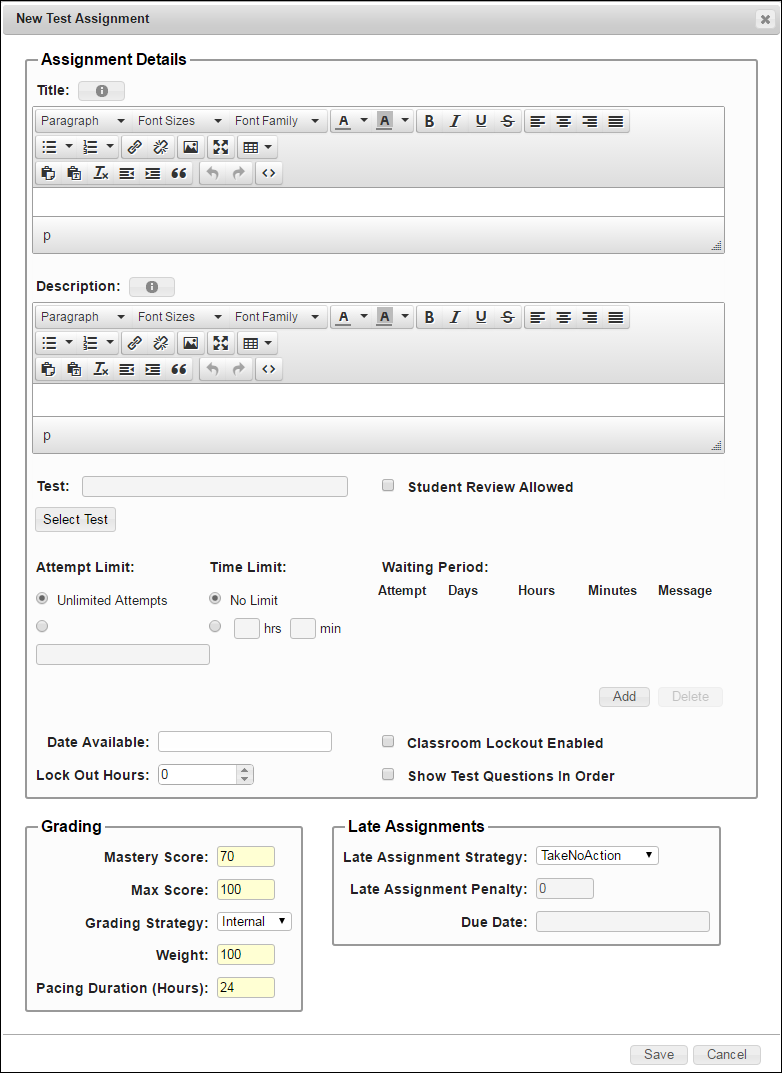 New Test Assignment
Assignment Details
Title:
Paragraph Font Sizes Font Family A A B I U S
p
Description:
Paragraph Font Sizes Font Family A A B I U S
p
Test: Student Review Allowed
Select Test
Attempt Limit: Time Limit: Waiting Period:
Attempt Days Hours Minutes Message
Unlimited Attempts No Limit
hrs min
Add Delete
Date Available: Classroom Lockout Enabled
Lock Out Hours: 0 Show Test Questions In Order
Grading
Mastery Score: 70
Max Score: 100
Grading Strategy: Internal
Weight: 100
Pacing Duration (Hours): 24
Late Assignments
Late Assignment Strategy: TakeNoAction
Late Assignment Penalty: 0
Due Date:
Save Cancel